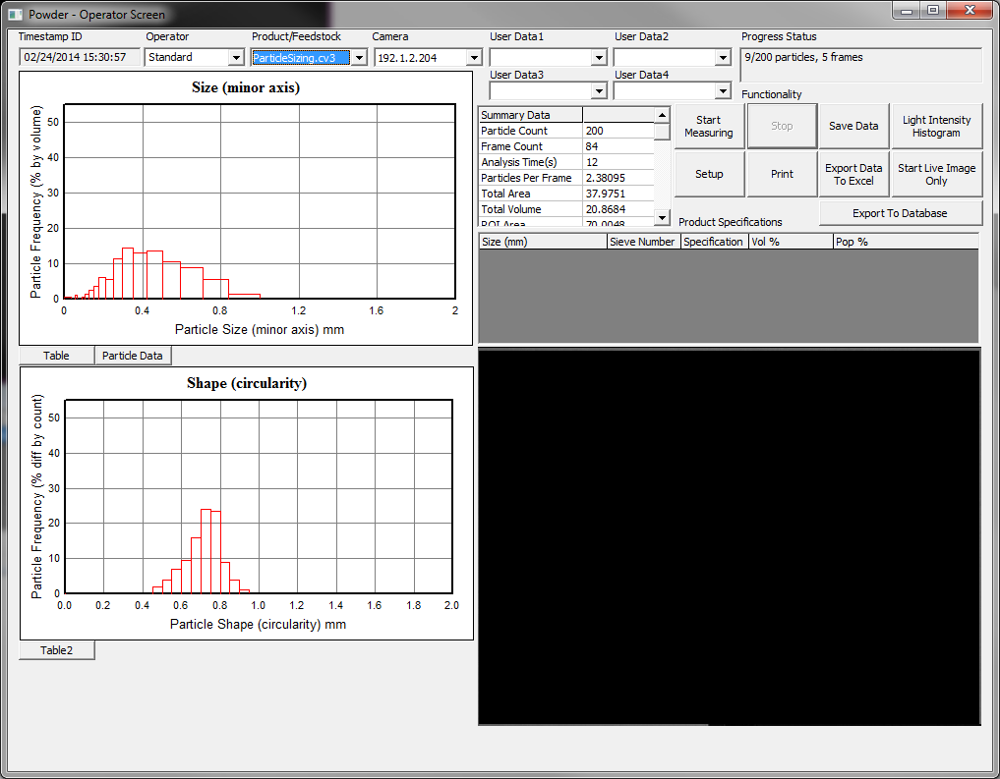 Powder - Operator Screen
Timestamp ID
Operator
Product/Feedstock
Camera
User Data1
User Data2
Progress Status
02/24/2014 15:30:57
Standard
ParticleSizing.cv3
192.1.2.204
9/200 particles, 5 frames
User Data3
User Data4
Functionality
Size (minor axis)
Particle Frequency (% by volume)
50
40
30
20
10
0
0 0.4 0.8 1.2 1.6 2
Particle Size (minor axis) mm
Summary Data
Particle Count 200
Frame Count 84
Analysis Time(s) 12
Particles Per Frame 2.38095
Total Area 37.9751
Total Volume 20.8684
ROI Area 70.0048
Start Measuring
Stop
Save Data
Light Intensity Histogram
Setup
Print
Export Data To Excel
Start Live Image Only
Export To Database
Product Specifications
Size (mm) Sieve Number Specification Vol % Pop %
Table
Particle Data
Shape (circularity)
Particle Frequency (% diff by count)
50
40
30
20
10
0
0.0 0.2 0.4 0.6 0.8 1.0 1.2 1.4 1.6 1.8 2.0
Particle Shape (circularity) mm
Table2